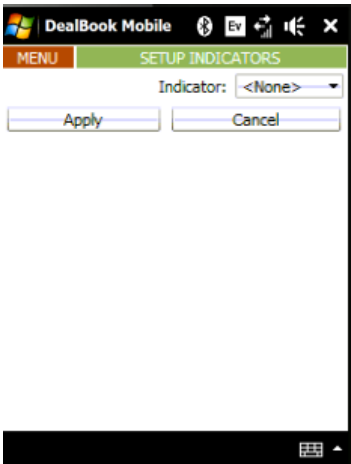 DealBook Mobile Ev
MENU SETUP INDICATORS
Indicator: <None>
Apply Cancel